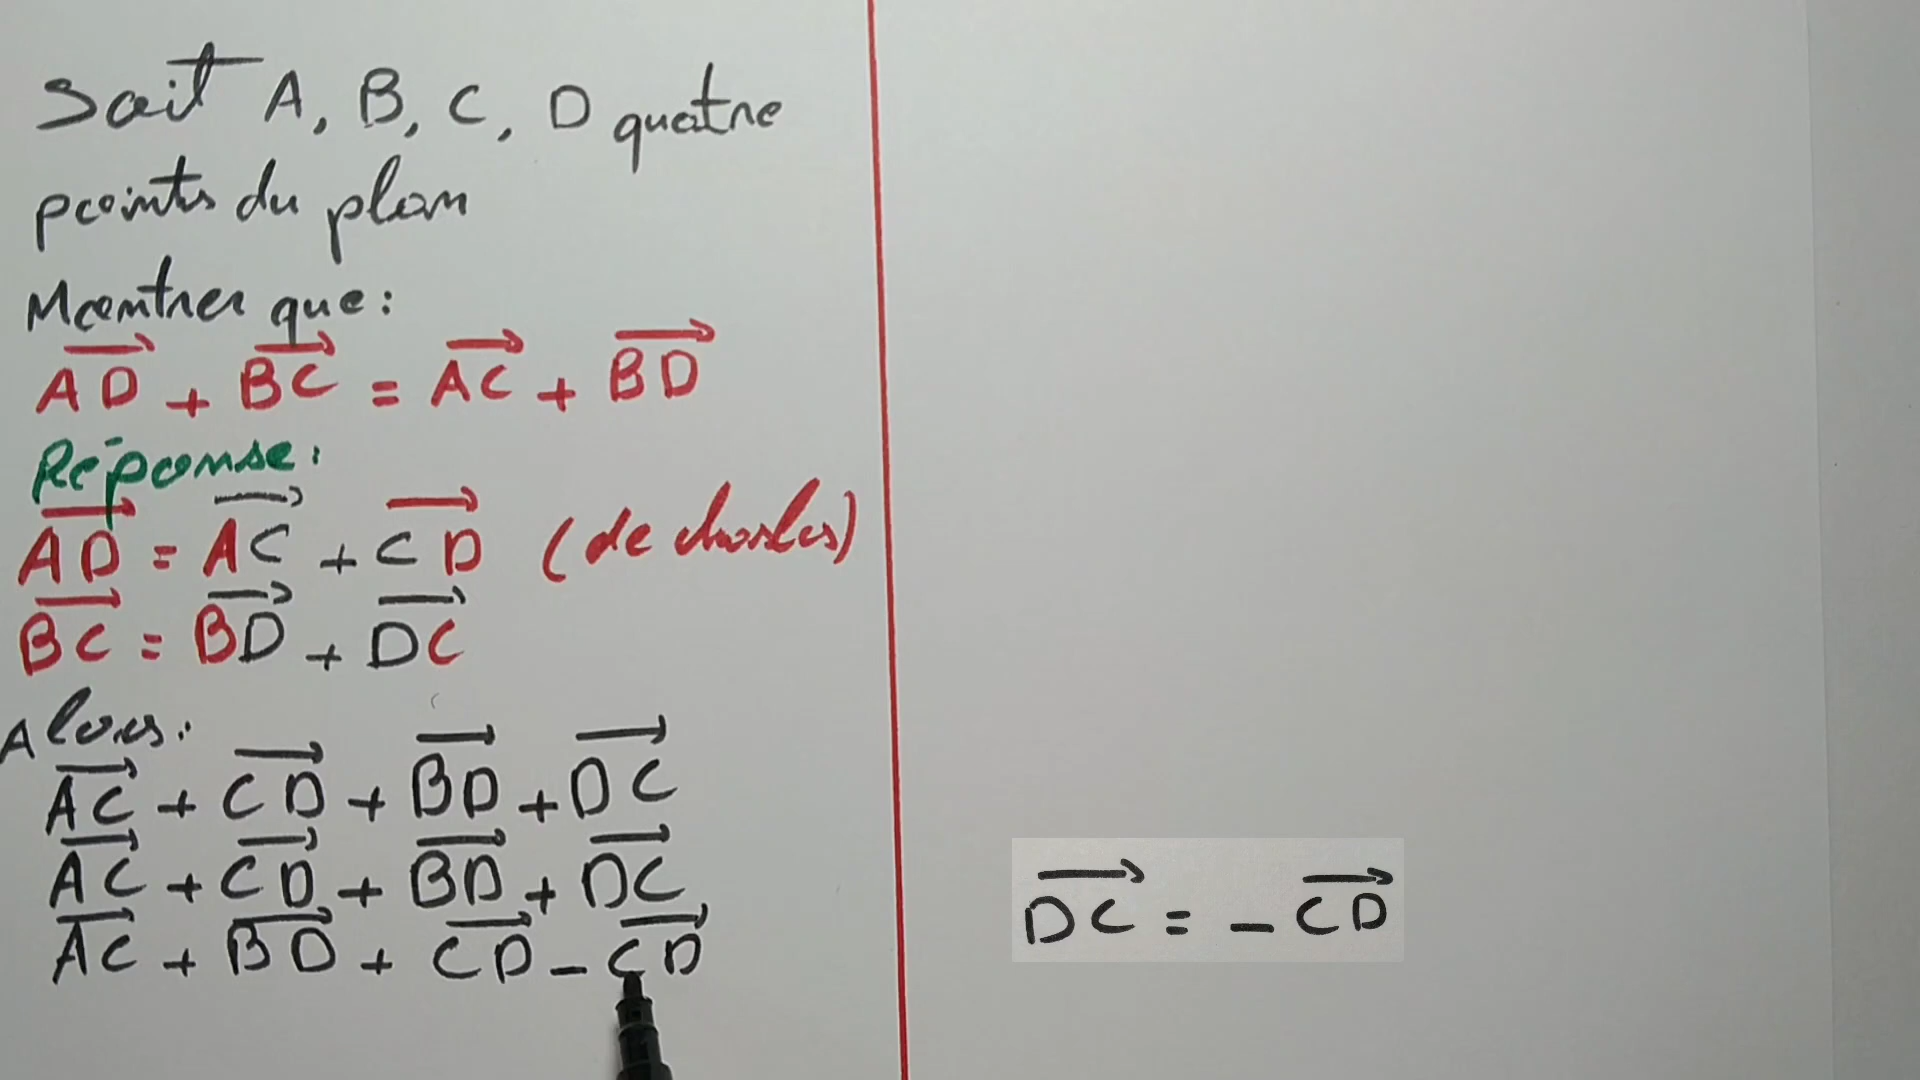 Soit A, B, C, D quatre
points du plan
Montrer que:
AD + BC = AC + BD
Réponse:
AD = AC + CD (de charles)
BC = BD + DC
Alors:
AC + CD + BD + DC
AC + CD + BD + DC
AC + BD + CD - CD
DC = - CD